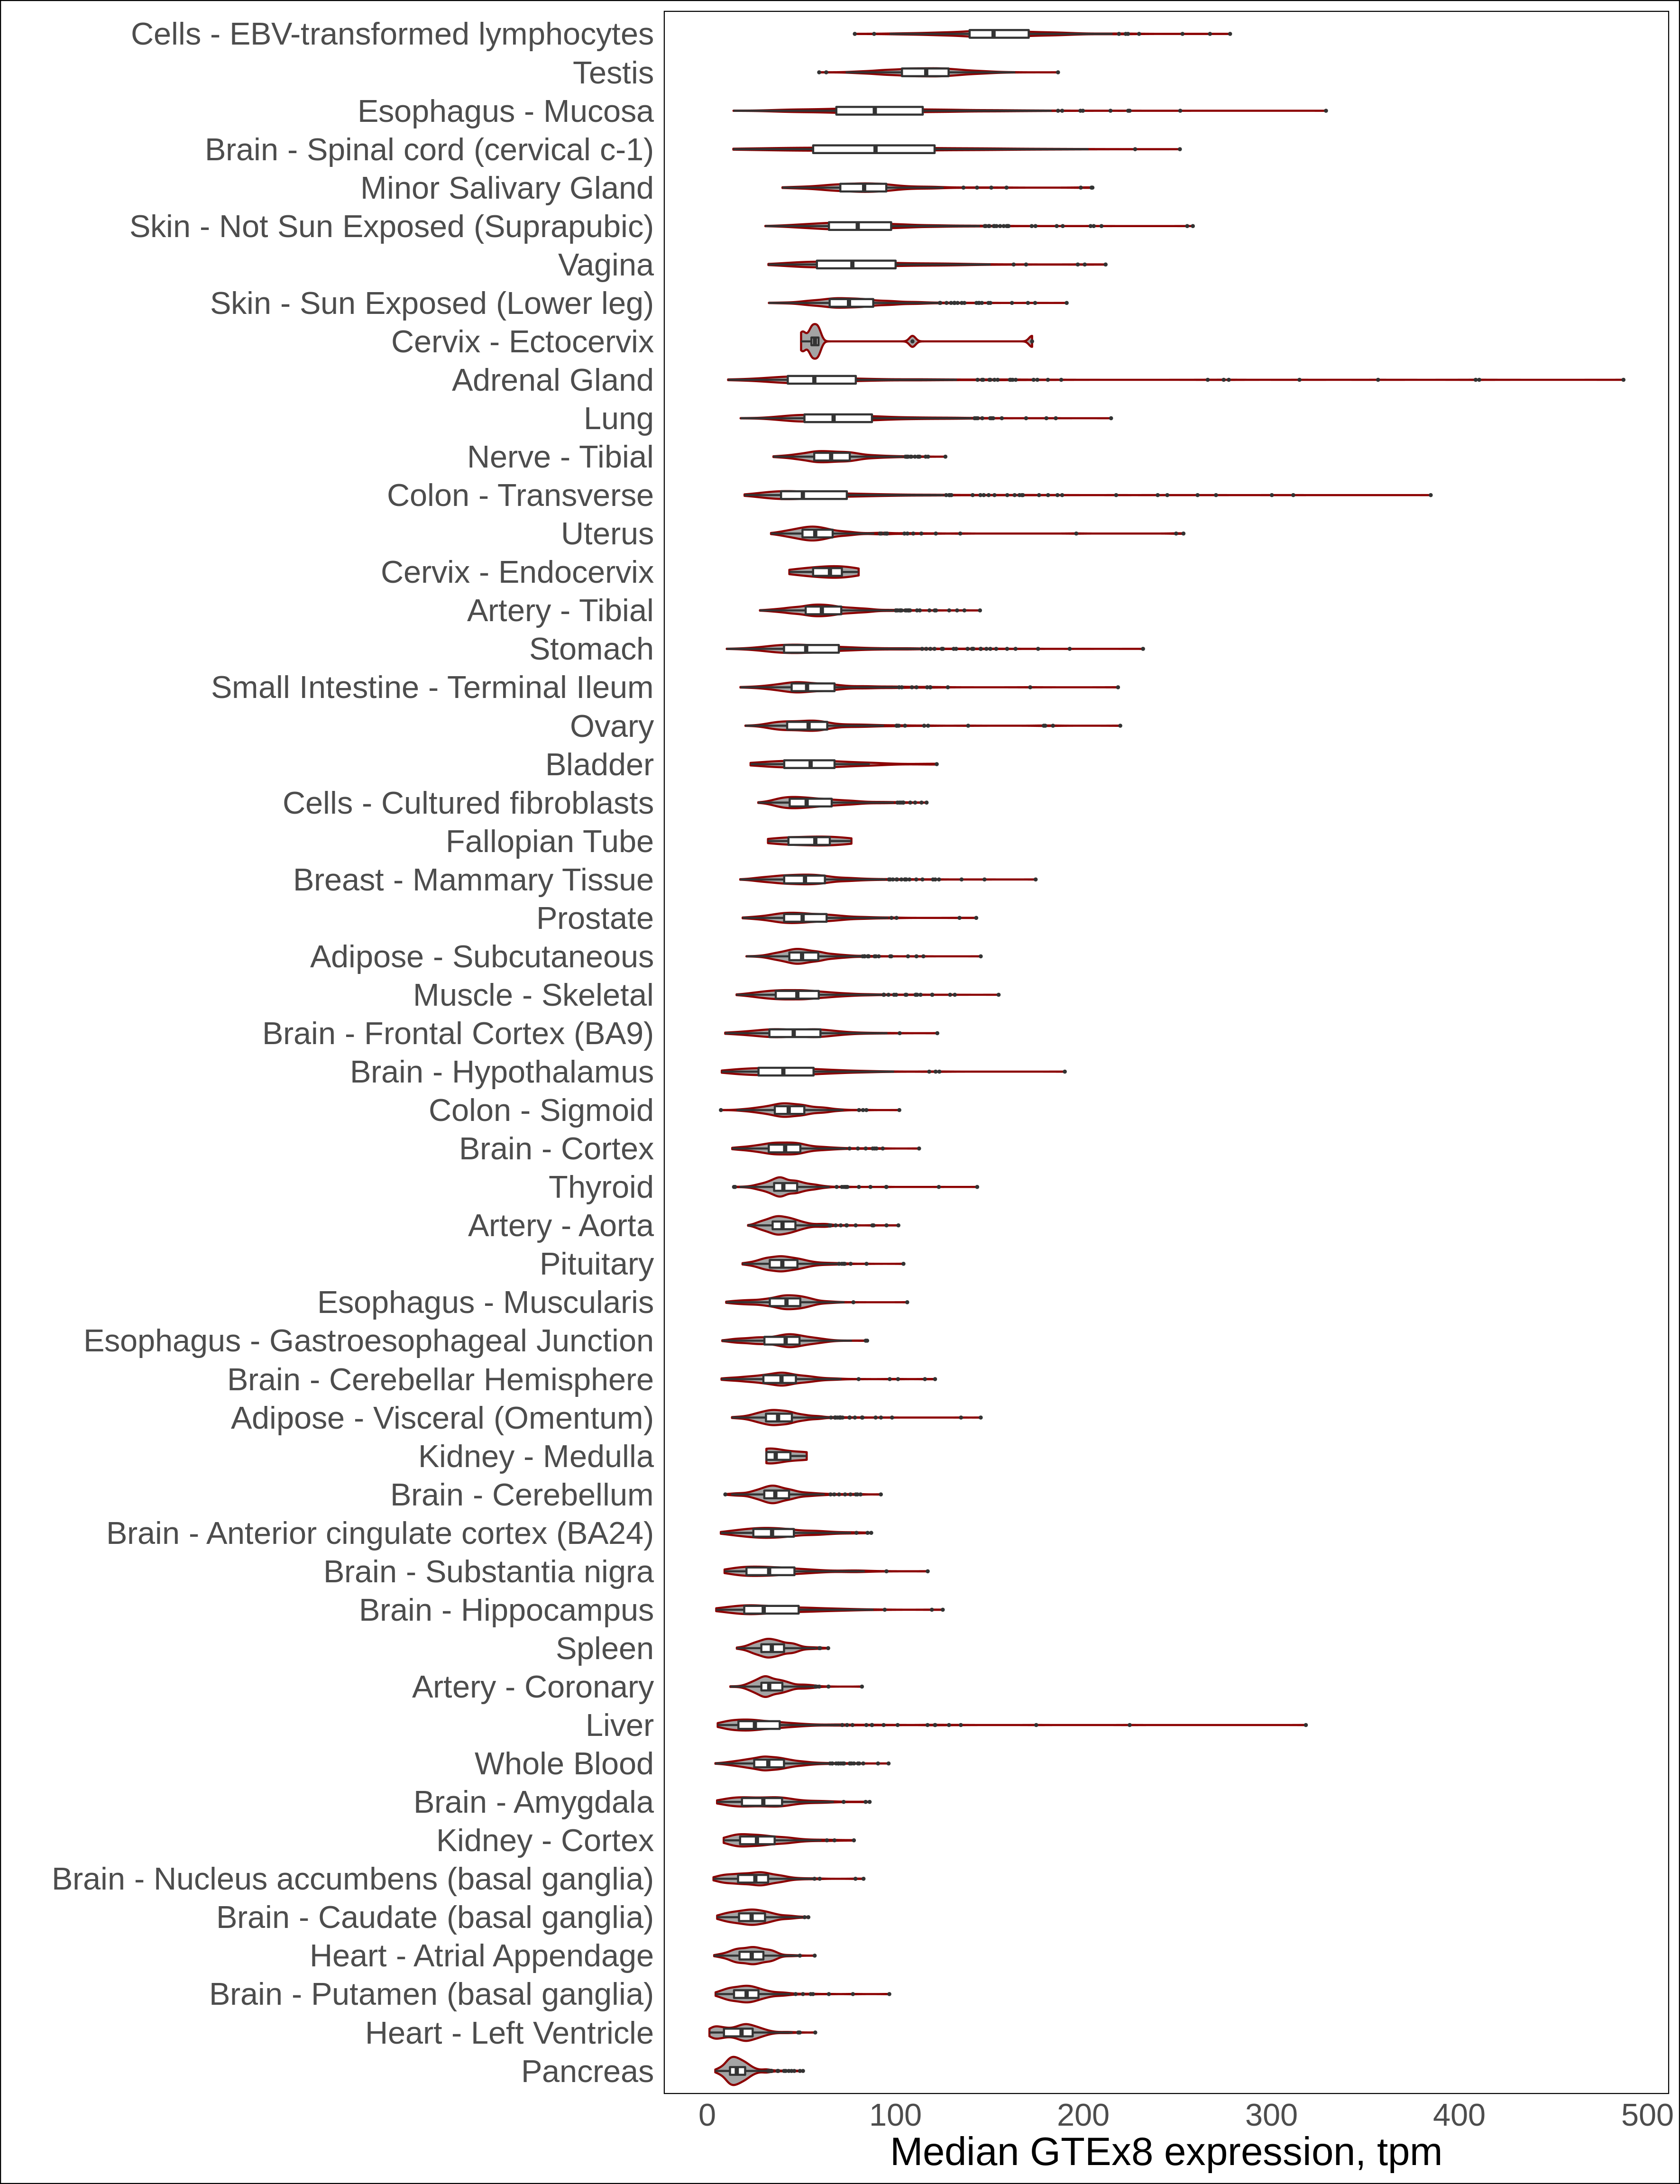 Cells - EBV-transformed lymphocytes
Testis
Esophagus - Mucosa
Brain - Spinal cord (cervical c-1)
Minor Salivary Gland
Skin - Not Sun Exposed (Suprapubic)
Vagina
Skin - Sun Exposed (Lower leg)
Cervix - Ectocervix
Adrenal Gland
Lung
Nerve - Tibial
Colon - Transverse
Uterus
Cervix - Endocervix
Artery - Tibial
Stomach
Small Intestine - Terminal Ileum
Ovary
Bladder
Cells - Cultured fibroblasts
Fallopian Tube
Breast - Mammary Tissue
Prostate
Adipose - Subcutaneous
Muscle - Skeletal
Brain - Frontal Cortex (BA9)
Brain - Hypothalamus
Colon - Sigmoid
Brain - Cortex
Thyroid
Artery - Aorta
Pituitary
Esophagus - Muscularis
Esophagus - Gastroesophageal Junction
Brain - Cerebellar Hemisphere
Adipose - Visceral (Omentum)
Kidney - Medulla
Brain - Cerebellum
Brain - Anterior cingulate cortex (BA24)
Brain - Substantia nigra
Brain - Hippocampus
Spleen
Artery - Coronary
Liver
Whole Blood
Brain - Amygdala
Kidney - Cortex
Brain - Nucleus accumbens (basal ganglia)
Brain - Caudate (basal ganglia)
Heart - Atrial Appendage
Brain - Putamen (basal ganglia)
Heart - Left Ventricle
Pancreas
0 100 200 300 400 500
Median GTEx8 expression, tpm